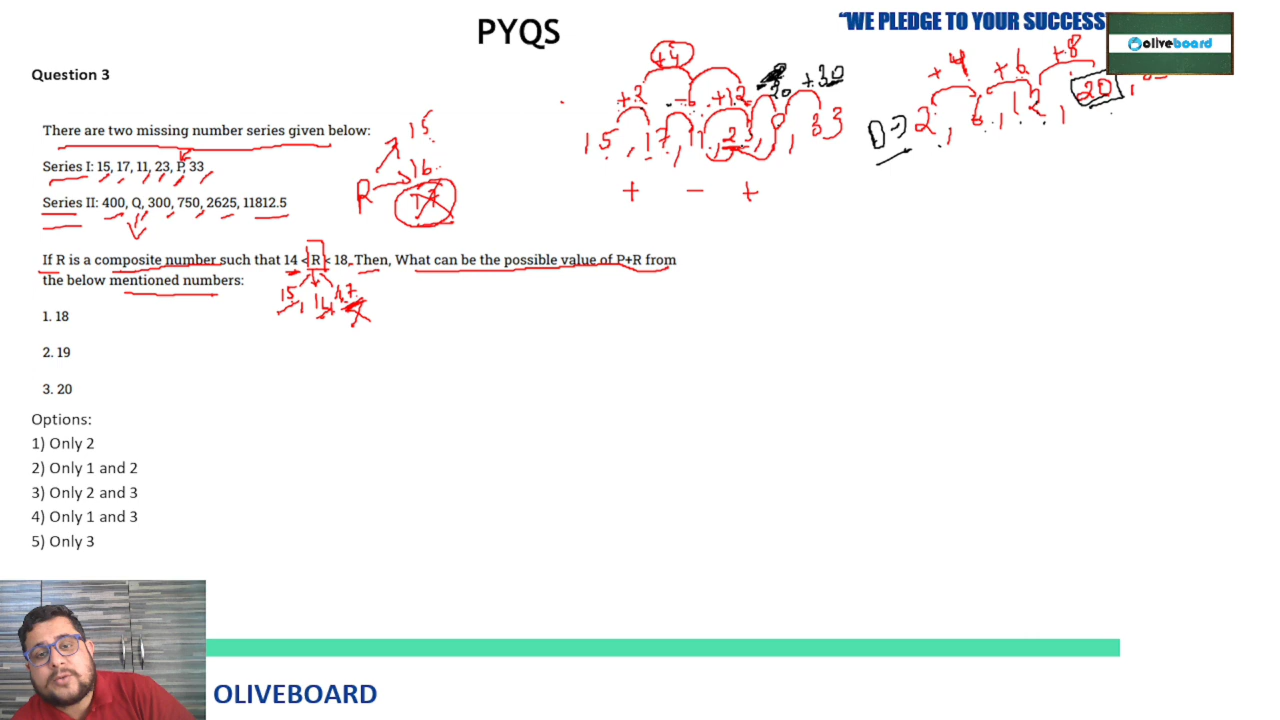 PYQS
“WE PLEDGE TO YOUR SUCCESS
oliveboard
Question 3
There are two missing number series given below:
Series I: 15, 17, 11, 23, P, 33
Series II: 400, Q, 300, 750, 2625, 11812.5
If R is a composite number such that 14 < R < 18, Then, What can be the possible value of P+R from
the below mentioned numbers:
1. 18
2. 19
3. 20
Options:
1) Only 2
2) Only 1 and 2
3) Only 2 and 3
4) Only 1 and 3
5) Only 3
15
R 16
15, 16, 17
+4
+2 -6 +12 20 +30
15, 17, 11, 23, , 33
+ - +
+4 +6 +8
D→ 2, 6, 12, 20,
OLIVEBOARD